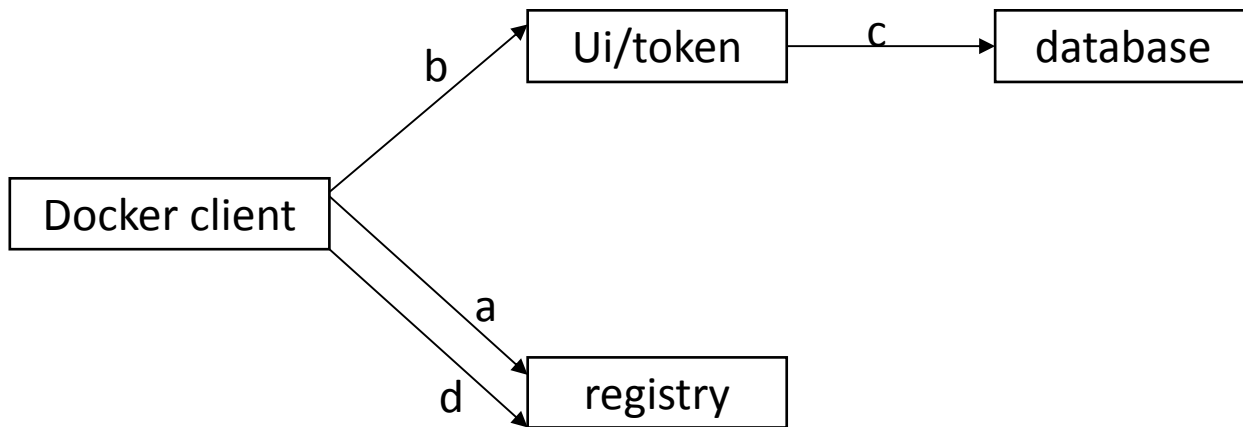 Ui/token
c
database
b
Docker client
a
registry
d